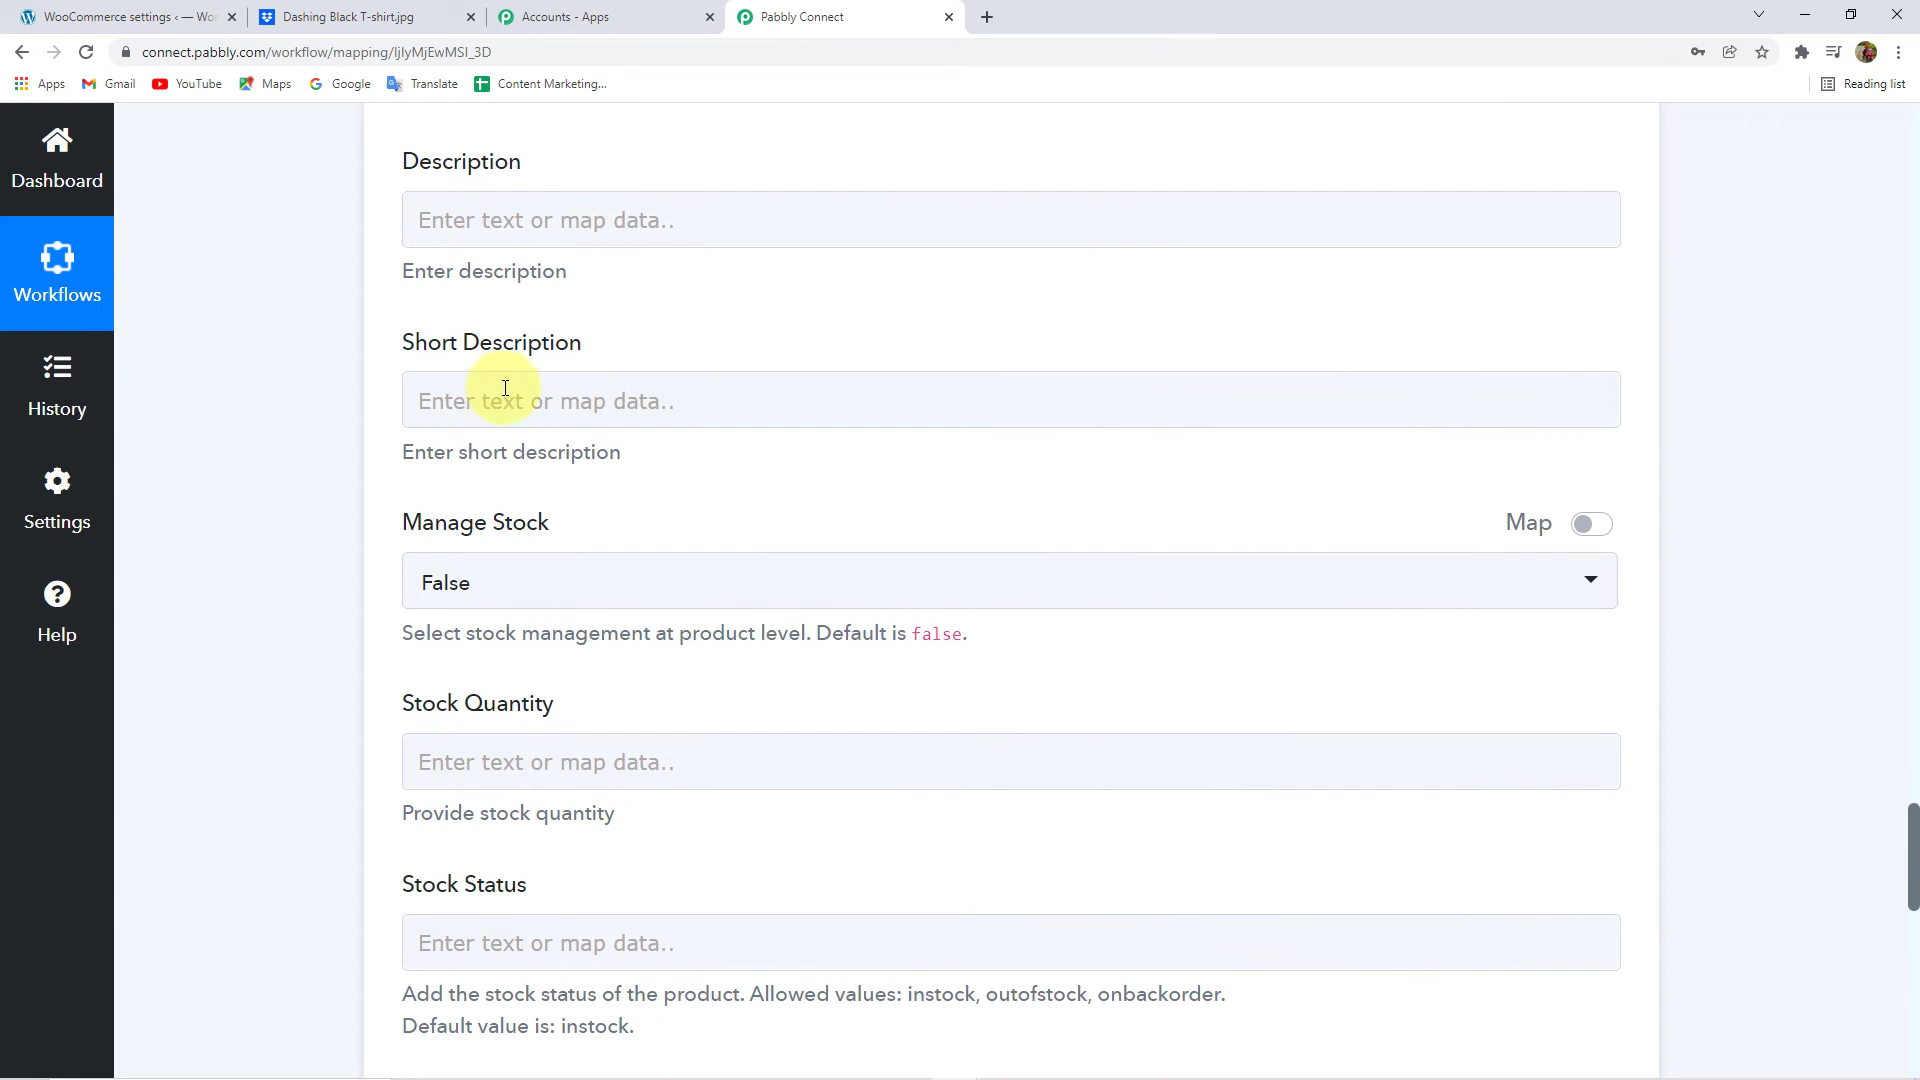 WooCommerce settings ‹ — Wor
Dashing Black T-shirt.jpg
Accounts - Apps
Pabbly Connect
connect.pabbly.com/workflow/mapping/IjIyMjEwMSI_3D
Apps
Gmail
YouTube
Maps
Google
Translate
Content Marketing...
Reading list
Dashboard
Workflows
History
Settings
Help
Description
Enter text or map data..
Enter description
Short Description
Enter text or map data..
Enter short description
Manage Stock
Map
False
Select stock management at product level. Default is false.
Stock Quantity
Enter text or map data..
Provide stock quantity
Stock Status
Enter text or map data..
Add the stock status of the product. Allowed values: instock, outofstock, onbackorder.
Default value is: instock.